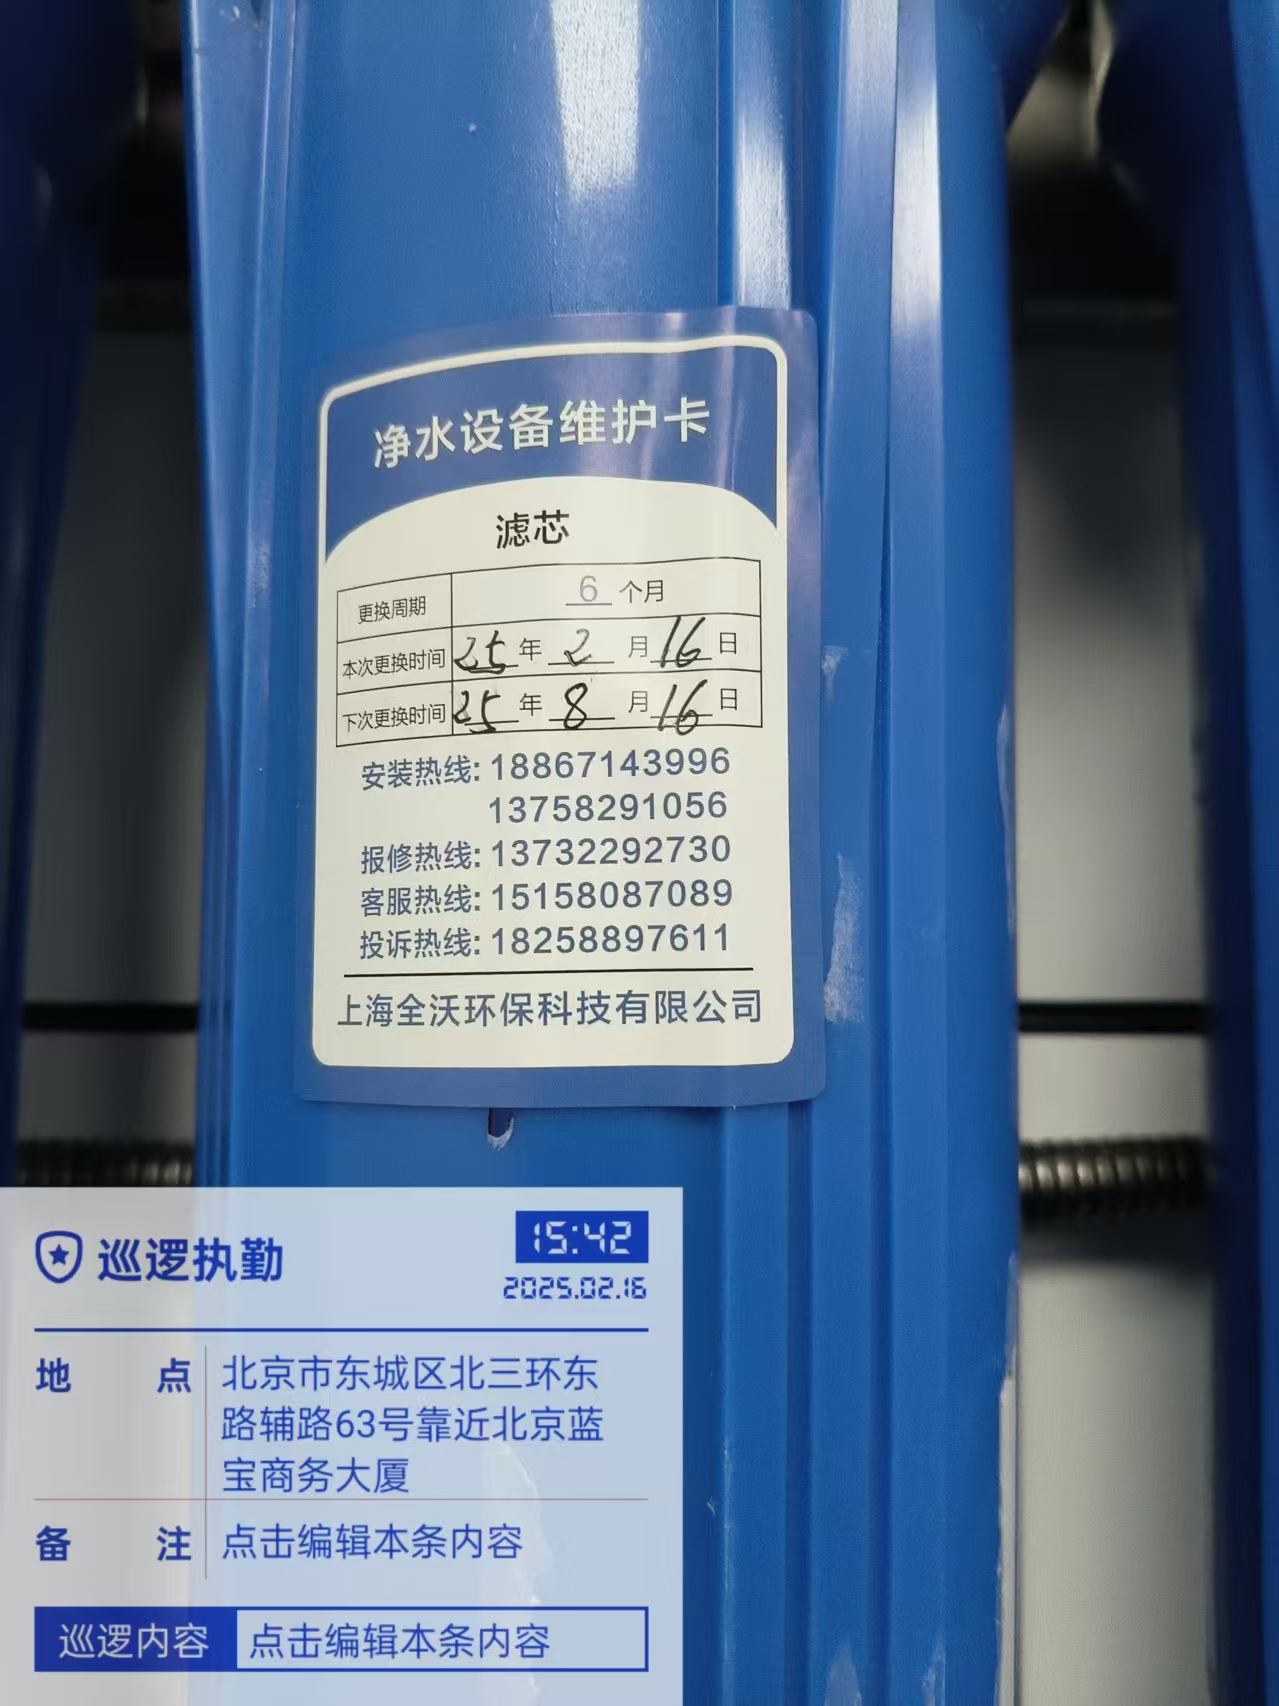 净水设备维护卡
滤芯
更换周期 6 个月
本次更换时间 25 年 2 月 16 日
下次更换时间 25 年 8 月 16 日
安装热线: 18867143996
13758291056
报修热线: 13732292730
客服热线: 15158087089
投诉热线: 18258897611
上海全沃环保科技有限公司
巡逻执勤
15:42
2025.02.16
地 点 北京市东城区北三环东
路辅路63号靠近北京蓝
宝商务大厦
备 注 点击编辑本条内容
巡逻内容 点击编辑本条内容